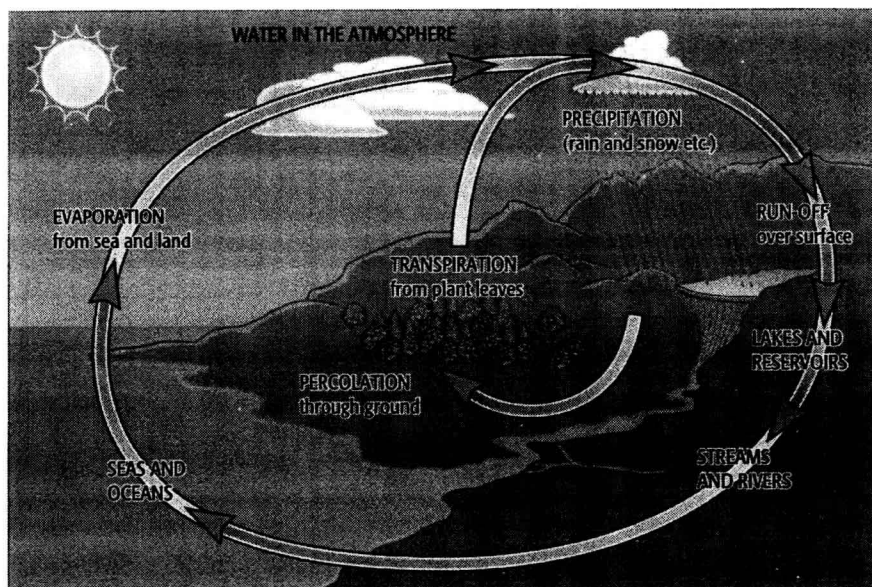 WATER IN THE ATMOSPHERE
PRECIPITATION
(rain and snow etc.)
EVAPORATION
from sea and land
RUN-OFF
over surface
TRANSPIRATION
from plant leaves
LAKES AND
RESERVOIRS
PERCOLATION
through ground
SEAS AND
OCEANS
STREAMS
AND RIVERS